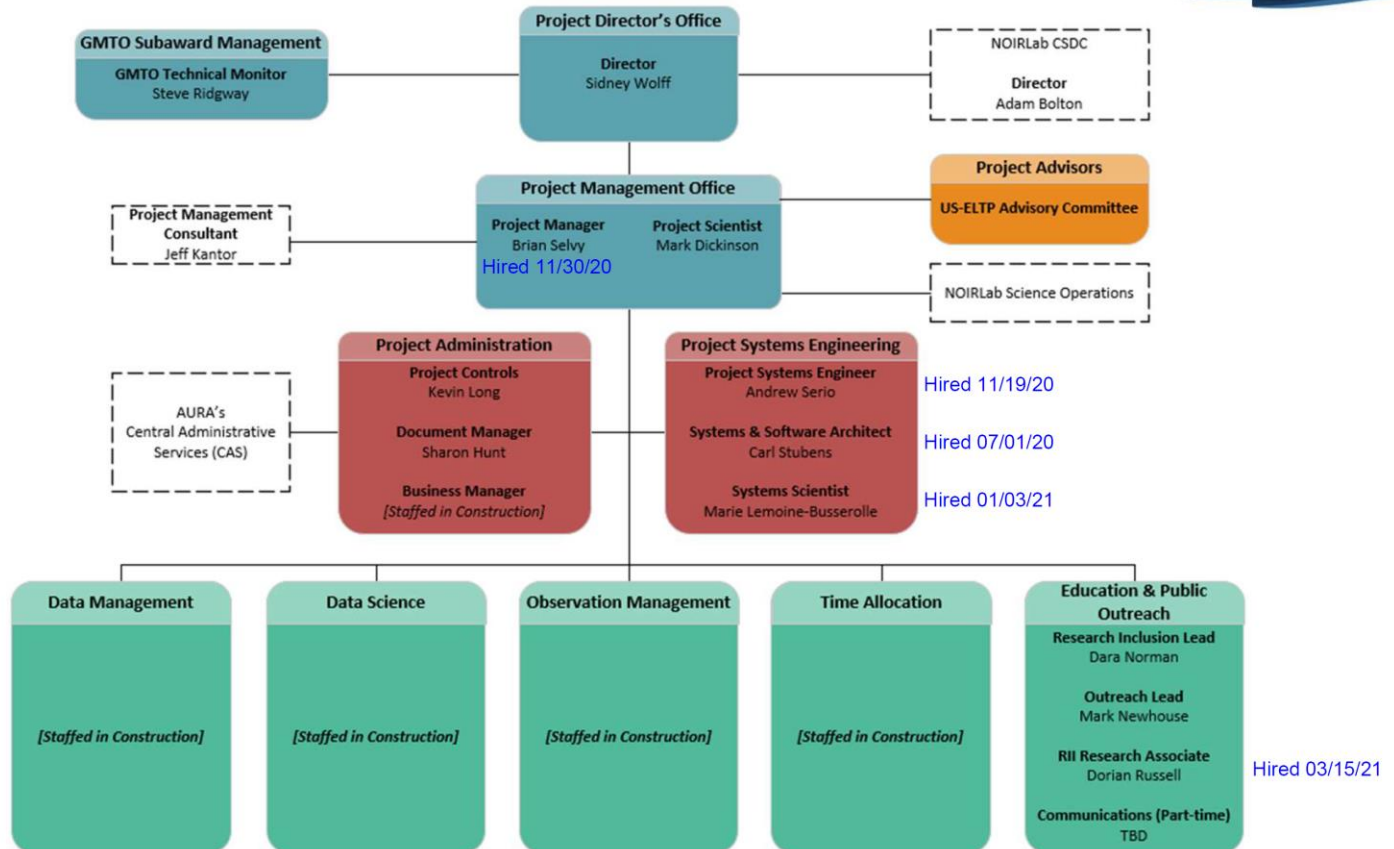 Project Director's Office
Director
Sidney Wolff
GMTO Subaward Management
GMTO Technical Monitor
Steve Ridgway
NOIRLab CSDC
Director
Adam Bolton
Project Management Office
Project Manager
Brian Selvy
Hired 11/30/20
Project Scientist
Mark Dickinson
Project Advisors
US-ELTP Advisory Committee
Project Management
Consultant
Jeff Kantor
NOIRLab Science Operations
Project Administration
Project Controls
Kevin Long
Document Manager
Sharon Hunt
Business Manager
[Staffed in Construction]
Project Systems Engineering
Project Systems Engineer
Andrew Serio
Hired 11/19/20
Systems & Software Architect
Carl Stubens
Hired 07/01/20
Systems Scientist
Marie Lemoine-Busserolle
Hired 01/03/21
AURA's
Central Administrative
Services (CAS)
Data Management
[Staffed in Construction]
Data Science
[Staffed in Construction]
Observation Management
[Staffed in Construction]
Time Allocation
[Staffed in Construction]
Education & Public
Outreach
Research Inclusion Lead
Dara Norman
Outreach Lead
Mark Newhouse
RII Research Associate
Dorian Russell
Hired 03/15/21
Communications (Part-time)
TBD